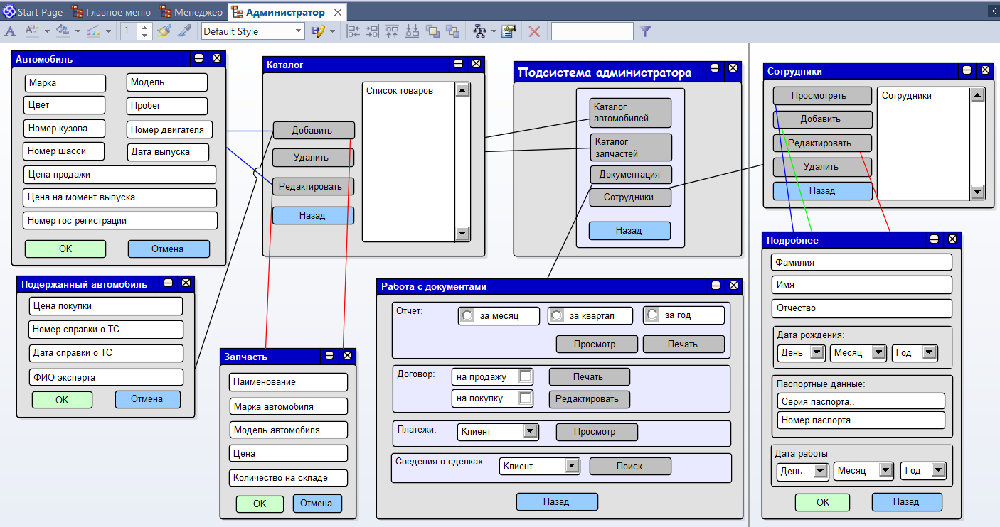 Start Page
Главное меню
Менеджер
Администратор
1
Default Style
Автомобиль
Марка
Модель
Цвет
Пробег
Номер кузова
Номер двигателя
Номер шасси
Дата выпуска
Цена продажи
Цена на момент выпуска
Номер гос регистрации
OK
Отмена
Подержанный автомобиль
Цена покупки
Номер справки о ТС
Дата справки о ТС
ФИО эксперта
OK
Отмена
Каталог
Список товаров
Добавить
Удалить
Редактировать
Назад
Запчасть
Наименование
Марка автомобиля
Модель автомобиля
Цена
Количество на складе
OK
Отмена
Подсистема администратора
Каталог
автомобилей
Каталог
запчастей
Документация
Сотрудники
Назад
Работа с документами
Отчет:
за месяц
за квартал
за год
Просмотр
Печать
Договор:
на продажу
Печать
на покупку
Редактировать
Платежи:
Клиент
Просмотр
Сведения о сделках:
Клиент
Поиск
Назад
Сотрудники
Просмотреть
Сотрудники
Добавить
Редактировать
Удалить
Назад
Подробнее
Фамилия
Имя
Отчество
Дата рождения:
День
Месяц
Год
Паспортные данные:
Серия паспорта..
Номер паспорта...
Дата работы
День
Месяц
Год
OK
Назад